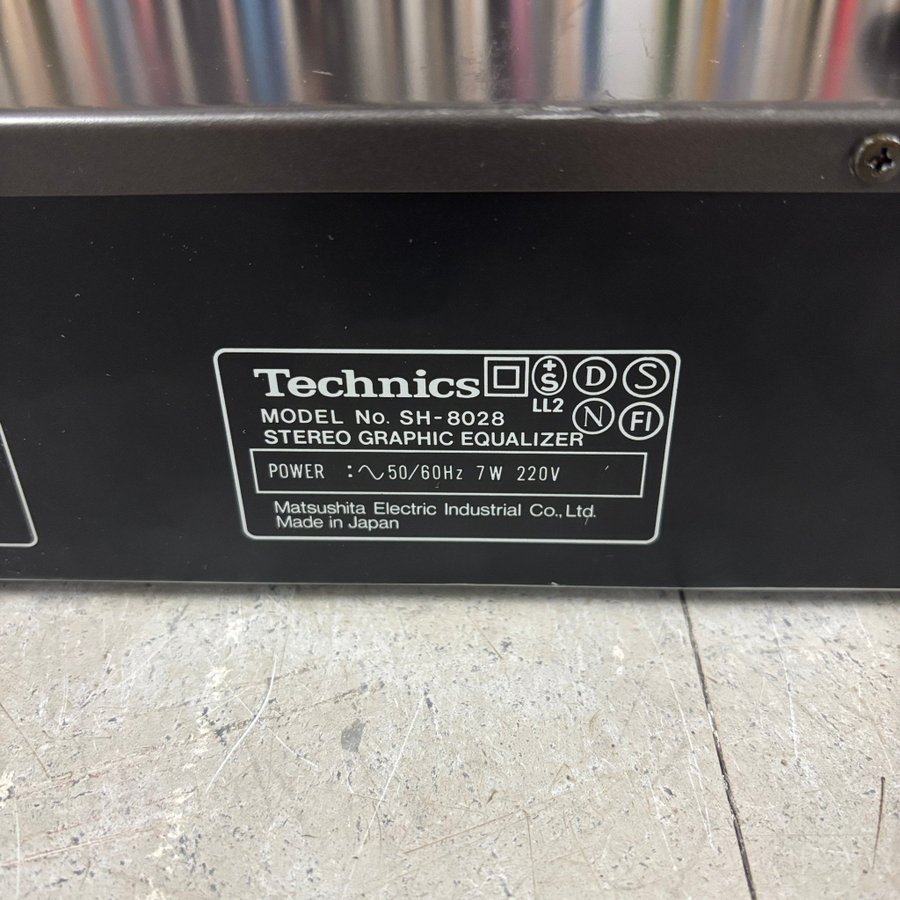 Technics +S D S
LL2 N FI
MODEL No. SH-8028
STEREO GRAPHIC EQUALIZER
POWER : ∿50/60Hz 7W 220V
Matsushita Electric Industrial Co., Ltd.
Made in Japan